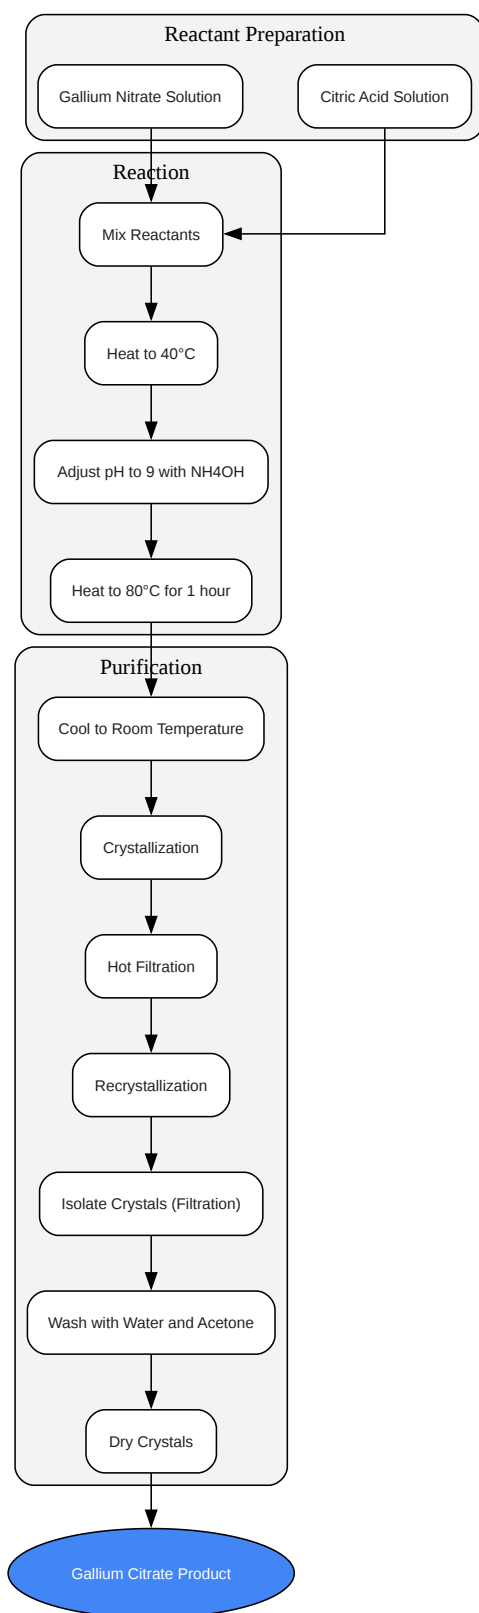 Reactant Preparation
Gallium Nitrate Solution
Citric Acid Solution
Reaction
Mix Reactants
Heat to 40°C
Adjust pH to 9 with NH4OH
Heat to 80°C for 1 hour
Purification
Cool to Room Temperature
Crystallization
Hot Filtration
Recrystallization
Isolate Crystals (Filtration)
Wash with Water and Acetone
Dry Crystals
Gallium Citrate Product